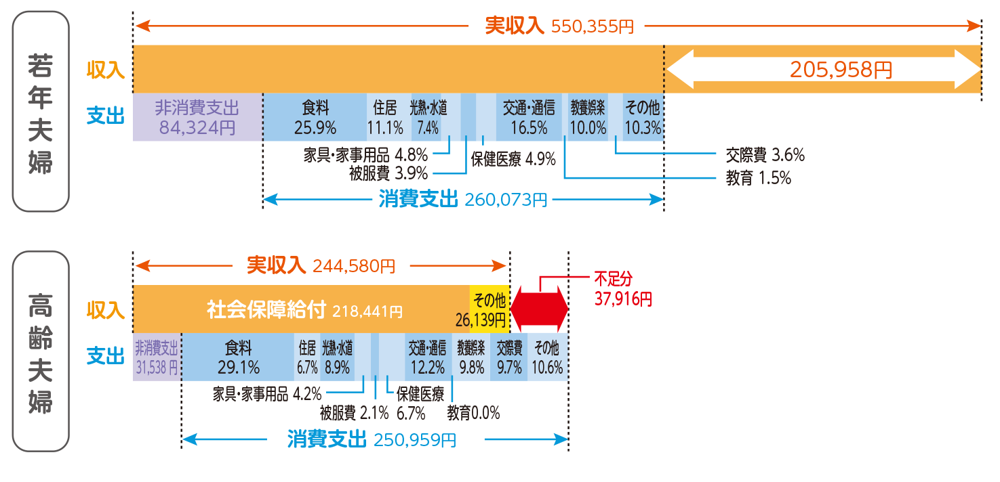 若年夫婦
実収入 550,355円
収入
205,958円
支出
非消費支出
84,324円
食料
25.9%
住居
11.1%
光熱・水道
7.4%
交通・通信
16.5%
教養娯楽
10.0%
その他
10.3%
家具・家事用品 4.8%
被服費 3.9%
保健医療 4.9%
交際費 3.6%
教育 1.5%
消費支出 260,073円
高齢夫婦
実収入 244,580円
収入
社会保障給付 218,441円
その他
26,139円
不足分
37,916円
支出
非消費支出
31,538 円
食料
29.1%
住居
6.7%
光熱・水道
8.9%
交通・通信
12.2%
教養娯楽
9.8%
交際費
9.7%
その他
10.6%
家具・家事用品 4.2%
被服費 2.1%
保健医療
6.7%
教育0.0%
消費支出 250,959円